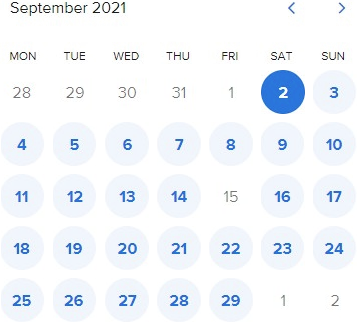 September 2021
MON TUE WED THU FRI SAT SUN
28 29 30 31 1 2 3
4 5 6 7 8 9 10
11 12 13 14 15 16 17
18 19 20 21 22 23 24
25 26 27 28 29 1 2